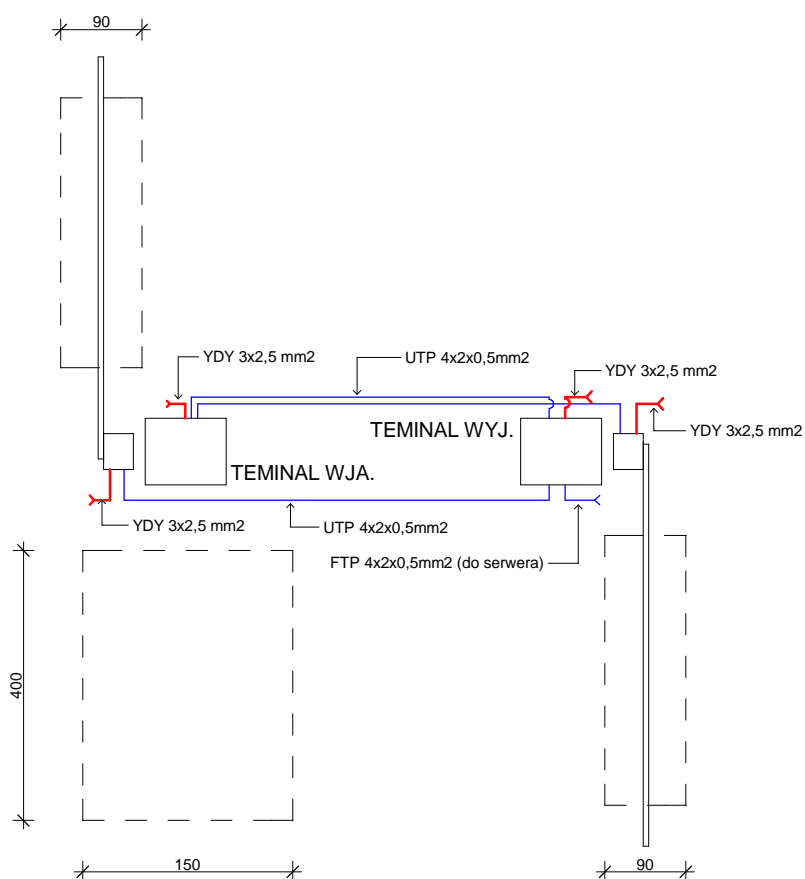 90
YDY 3x2,5 mm2
UTP 4x2x0,5mm2
YDY 3x2,5 mm2
YDY 3x2,5 mm2
TEMINAL WYJ.
TEMINAL WJA.
YDY 3x2,5 mm2
UTP 4x2x0,5mm2
FTP 4x2x0,5mm2 (do serwera)
400
150
90